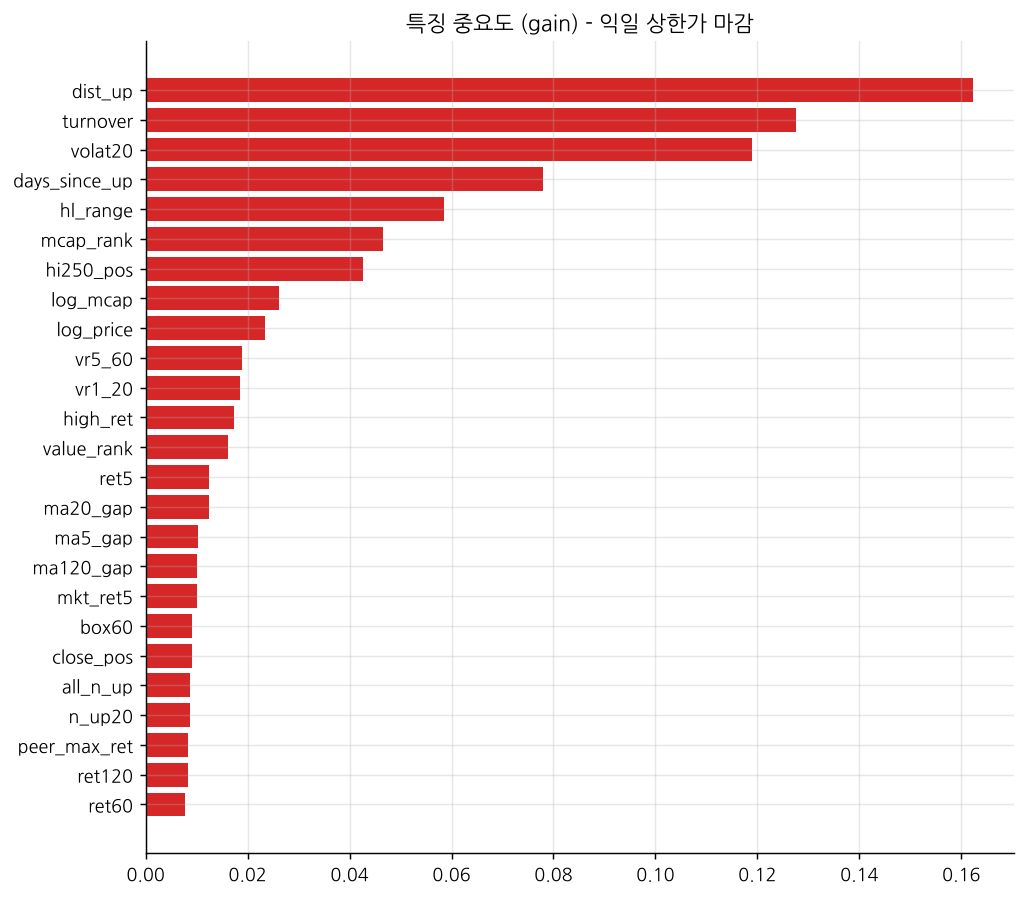 특징 중요도 (gain) - 익일 상한가 마감
dist_up
turnover
volat20
days_since_up
hl_range
mcap_rank
hi250_pos
log_mcap
log_price
vr5_60
vr1_20
high_ret
value_rank
ret5
ma20_gap
ma5_gap
ma120_gap
mkt_ret5
box60
close_pos
all_n_up
n_up20
peer_max_ret
ret120
ret60
0.00 0.02 0.04 0.06 0.08 0.10 0.12 0.14 0.16